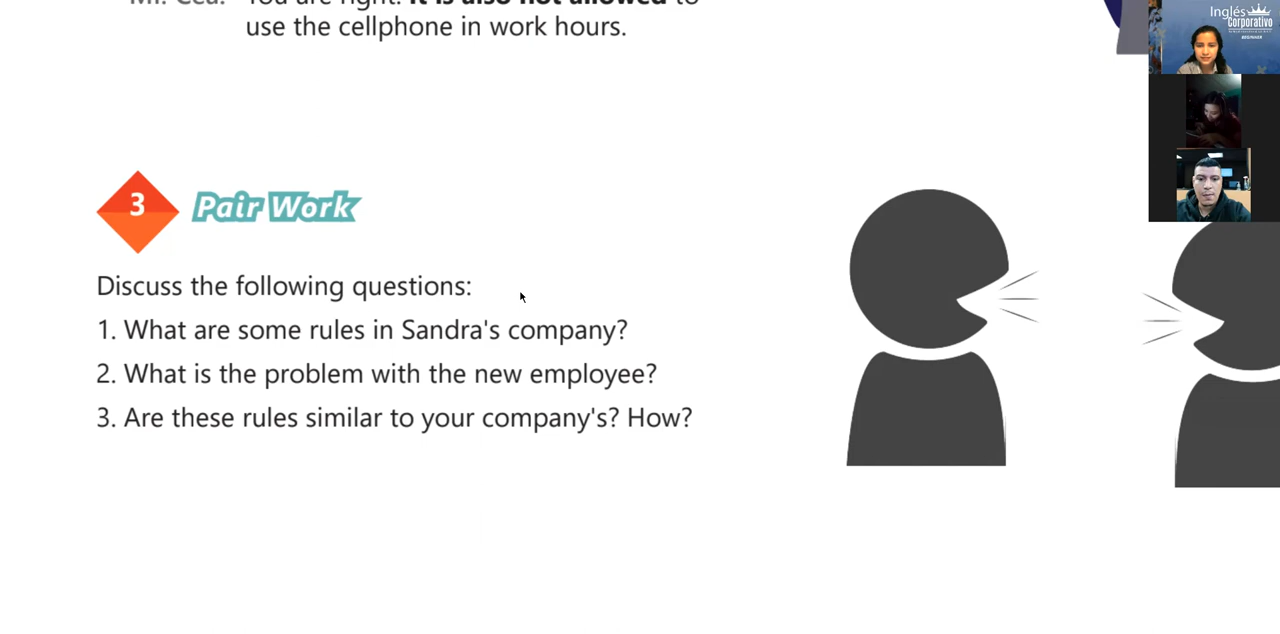 use the cellphone in work hours.
3 Pair Work
Discuss the following questions:
1. What are some rules in Sandra's company?
2. What is the problem with the new employee?
3. Are these rules similar to your company's? How?
Inglés
Corporativo
BEGINNER